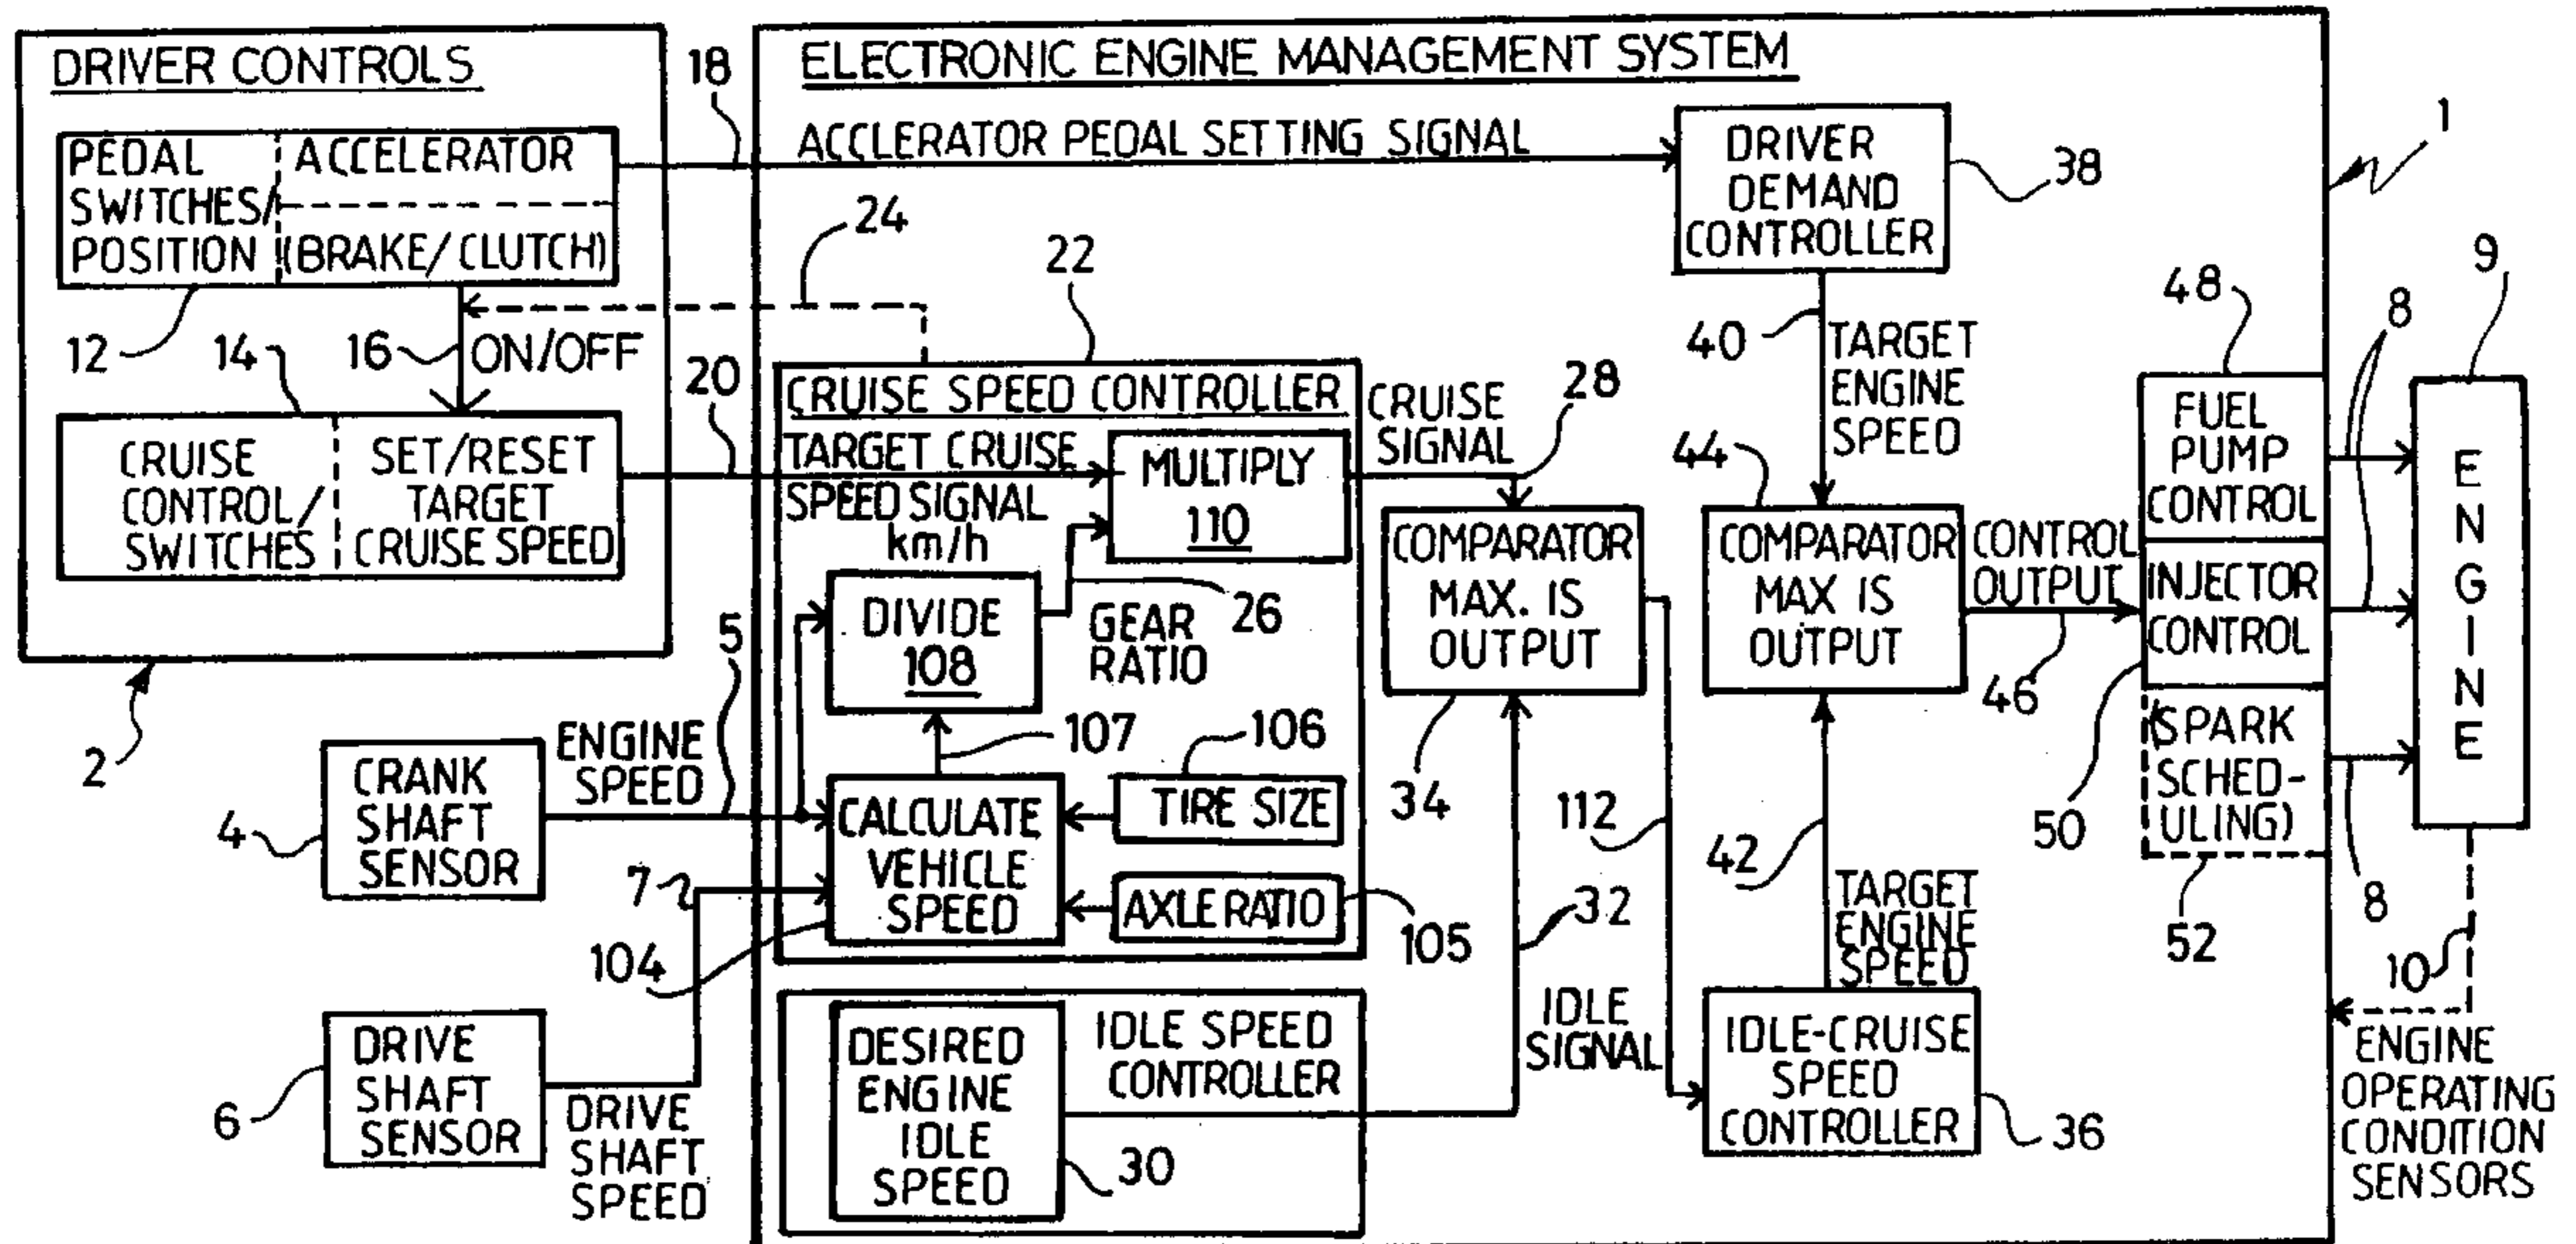 DRIVER CONTROLS
PEDAL
SWITCHES/
POSITION
ACCELERATOR
(BRAKE/CLUTCH)
12
14
16
ON/OFF
CRUISE
CONTROL/
SWITCHES
SET/RESET
TARGET
CRUISE SPEED
2
18
20
24
22
5
ENGINE
SPEED
4
CRANK
SHAFT
SENSOR
7
6
DRIVE
SHAFT
SENSOR
DRIVE
SHAFT
SPEED
ELECTRONIC ENGINE MANAGEMENT SYSTEM
ACCLERATOR PEDAL SETTING SIGNAL
CRUISE SPEED CONTROLLER
TARGET CRUISE
SPEED SIGNAL
km/h
MULTIPLY
110
DIVIDE
108
GEAR
RATIO
26
107
106
CALCULATE
VEHICLE
SPEED
TIRE SIZE
AXLE RATIO
104
105
DESIRED
ENGINE
IDLE
SPEED
IDLE SPEED
CONTROLLER
30
CRUISE
SIGNAL
28
COMPARATOR
MAX. IS
OUTPUT
34
32
IDLE
SIGNAL
112
DRIVER
DEMAND
CONTROLLER
38
40
TARGET
ENGINE
SPEED
44
COMPARATOR
MAX IS
OUTPUT
CONTROL
OUTPUT
46
42
TARGET
ENGINE
SPEED
IDLE-CRUISE
SPEED
CONTROLLER
36
48
FUEL
PUMP
CONTROL
INJECTOR
CONTROL
(SPARK
SCHED-
ULING)
50
52
1
8
8
9
ENGINE
10
ENGINE
OPERATING
CONDITION
SENSORS